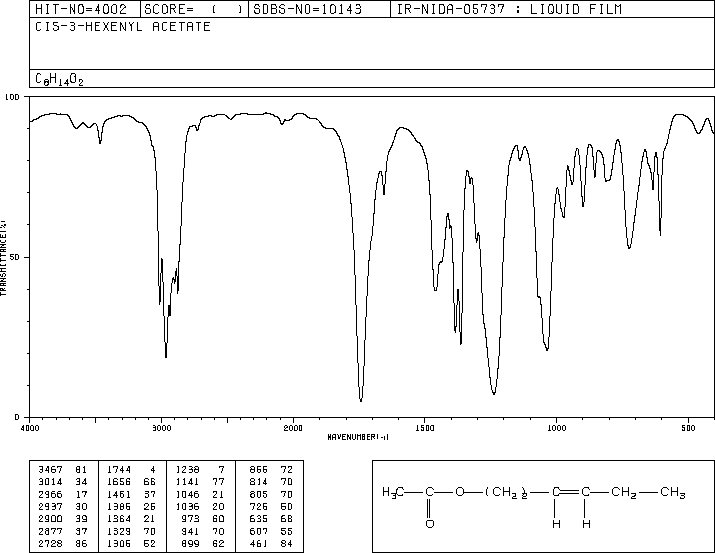 HIT-NO=4002 SCORE= ( ) SDBS-NO=10143 IR-NIDA-05737 : LIQUID FILM
CIS-3-HEXENYL ACETATE
C8H14O2
100
TRANSMITTANCE(%)
50
0
4000 3000 2000 1500 1000 500
WAVENUMBER(-1)
3467 81 1744 4 1238 7 855 72
3014 34 1656 66 1141 77 814 70
2966 17 1461 37 1046 21 805 70
2937 30 1385 26 1036 20 726 50
2900 39 1364 21 973 60 635 68
2877 37 1329 70 941 70 607 55
2728 86 1305 52 899 62 461 84
H3C C O (CH2)2 C C CH2 CH3
O H H